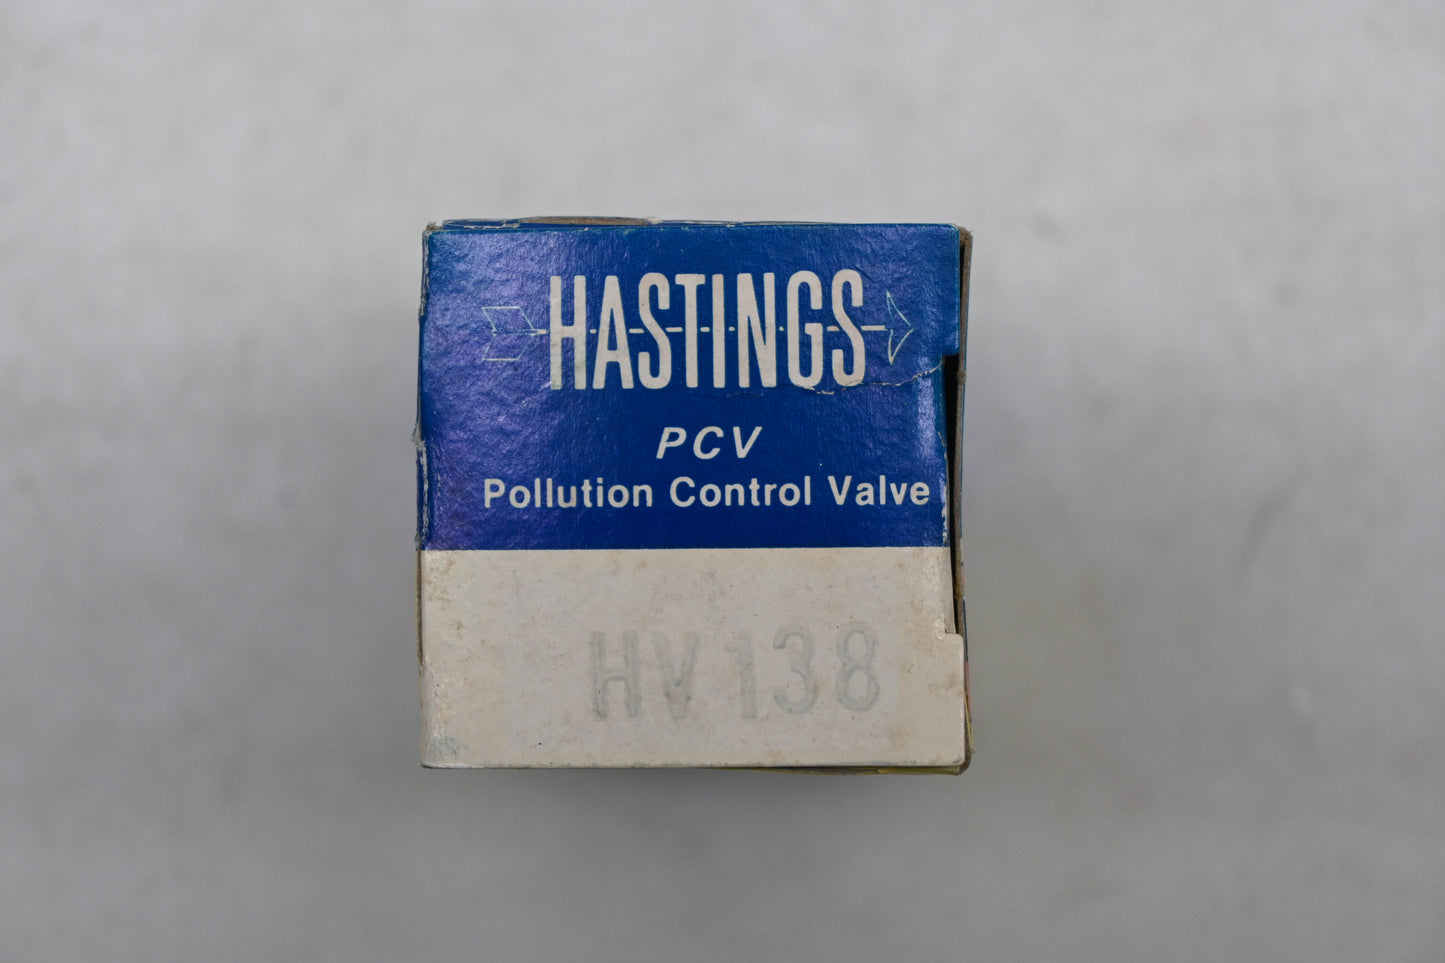 HASTINGS
PCV
Pollution Control Valve
HV138